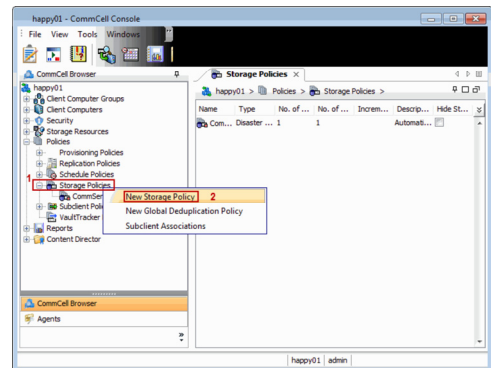 happy01 - CommCell Console
File View Tools Windows
CommCell Browser
Storage Policies
happy01
Client Computer Groups
Client Computers
Security
Storage Resources
Policies
Provisioning Policies
Replication Policies
Schedule Policies
1
Storage Policies
CommSer
Subclient Poli
VaultTracker
Reports
Content Director
happy01 > Policies > Storage Policies >
Name Type No. of ... No. of ... Increm... Descrip... Hide St...
Com... Disaster ... 1 1 Automati...
New Storage Policy 2
New Global Deduplication Policy
Subclient Associations
CommCell Browser
Agents
happy01 admin